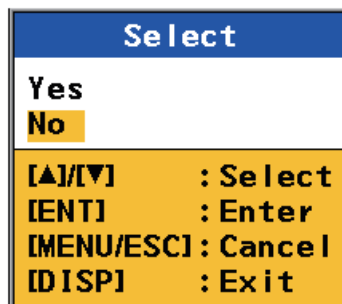 Select
Yes
No
[▲]/[▼] :Select
[ENT] :Enter
[MENU/ESC]:Cancel
[DISP] :Exit